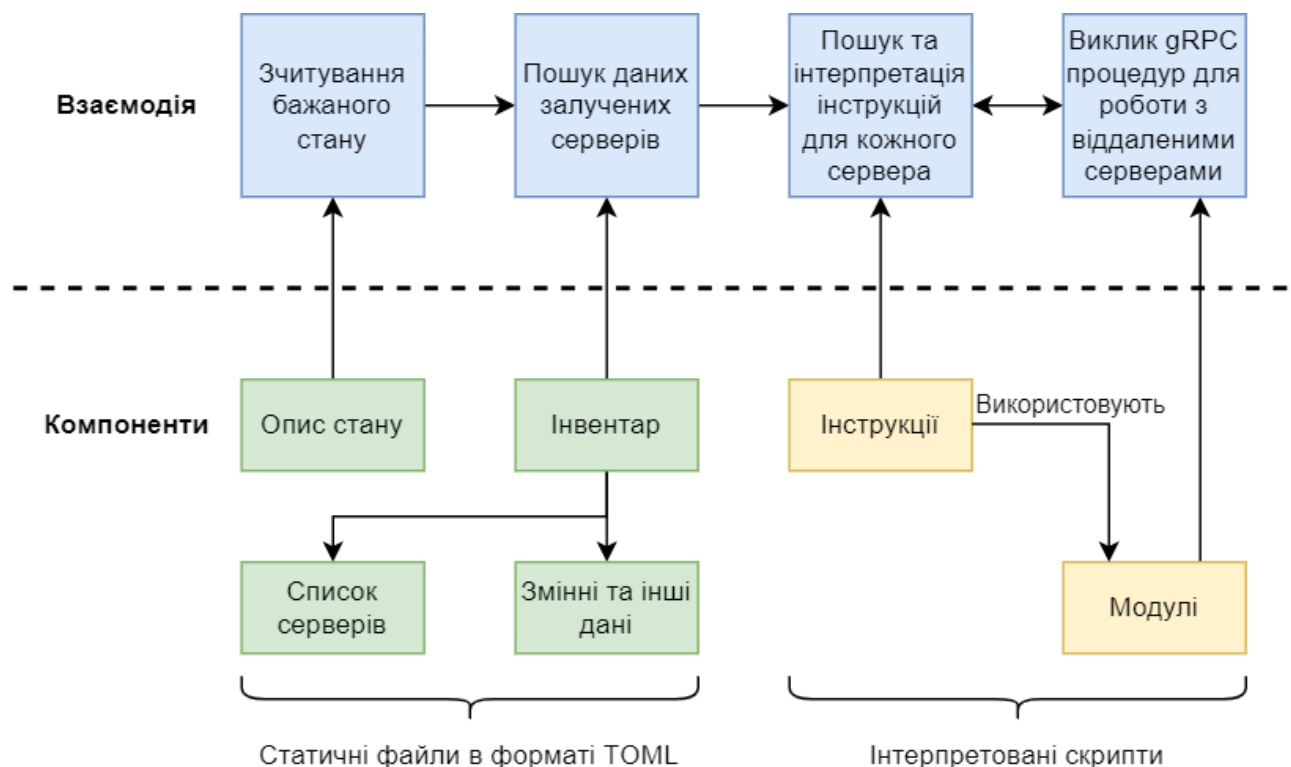 Взаємодія
Зчитування
бажаного
стану
Пошук даних
залучених
серверів
Пошук та
інтерпретація
інструкцій
для кожного
сервера
Виклик gRPC
процедур для
роботи з
віддаленими
серверами
Компоненти
Опис стану
Інвентар
Інструкції
Використовують
Список
серверів
Змінні та інші
дані
Модулі
Статичні файли в форматі TOML
Інтерпретовані скрипти